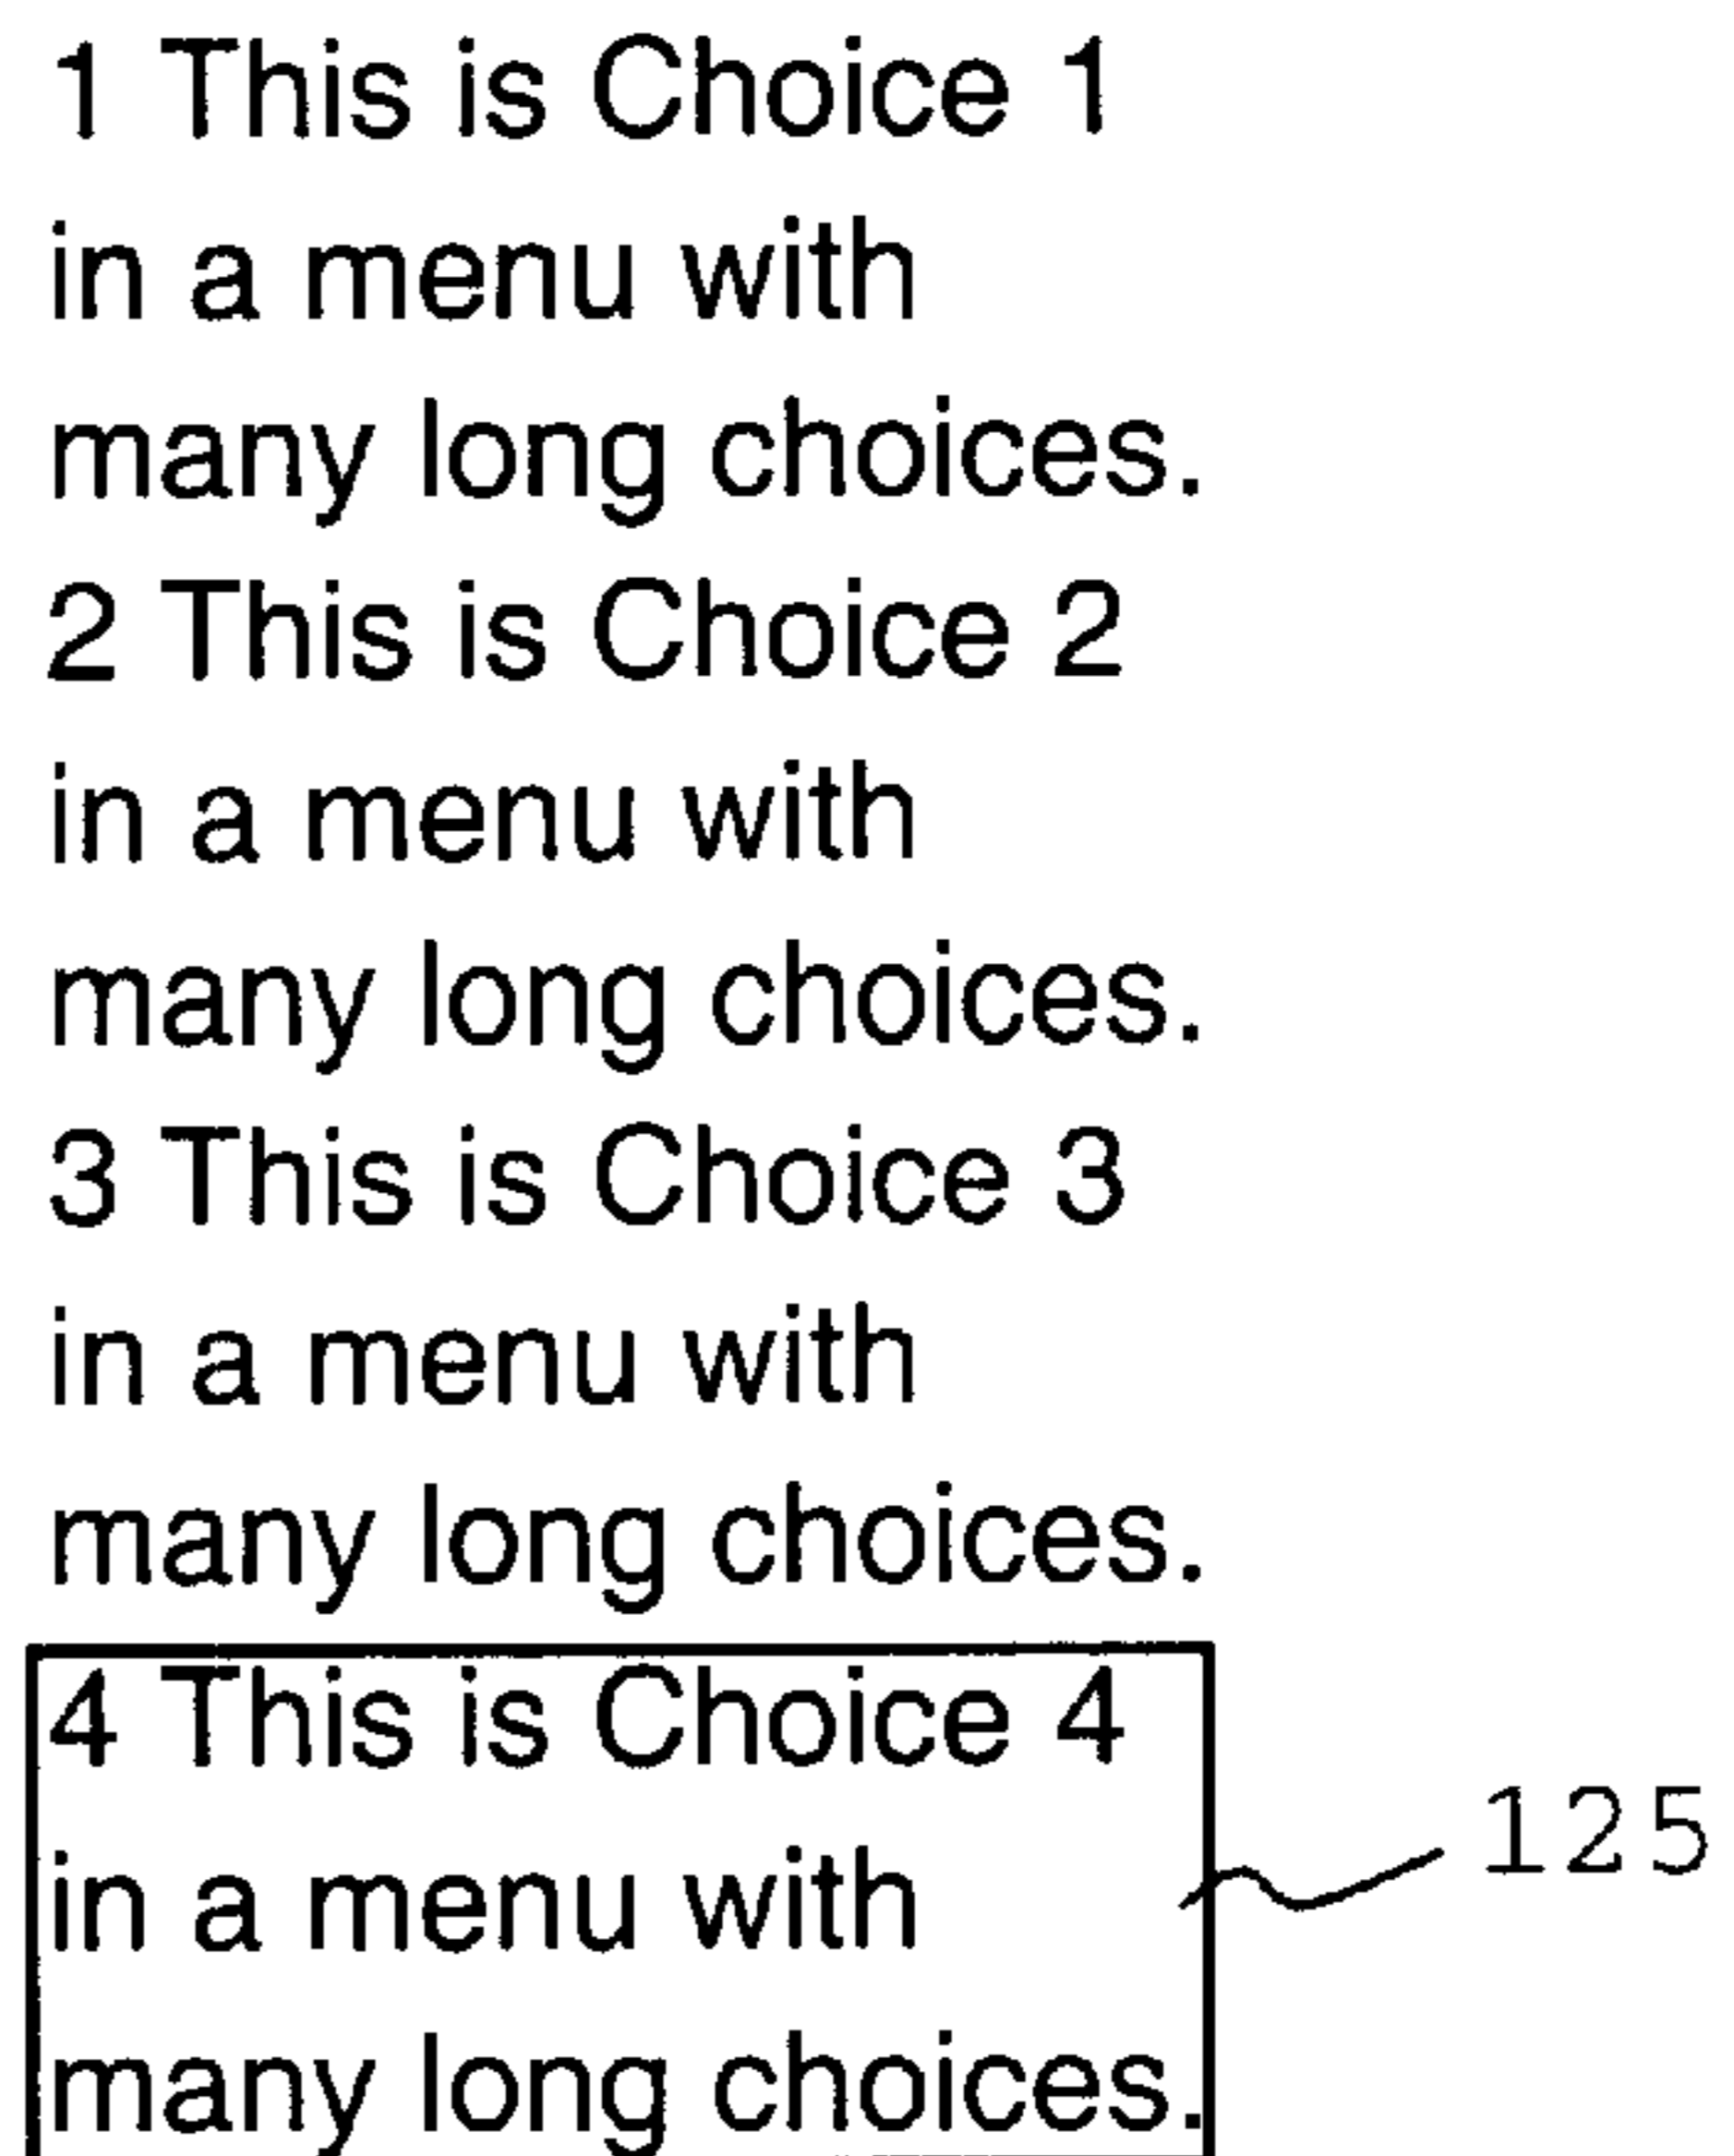 1 This is Choice 1
in a menu with
many long choices.
2 This is Choice 2
in a menu with
many long choices.
3 This is Choice 3
in a menu with
many long choices.
4 This is Choice 4
in a menu with
many long choices.
125